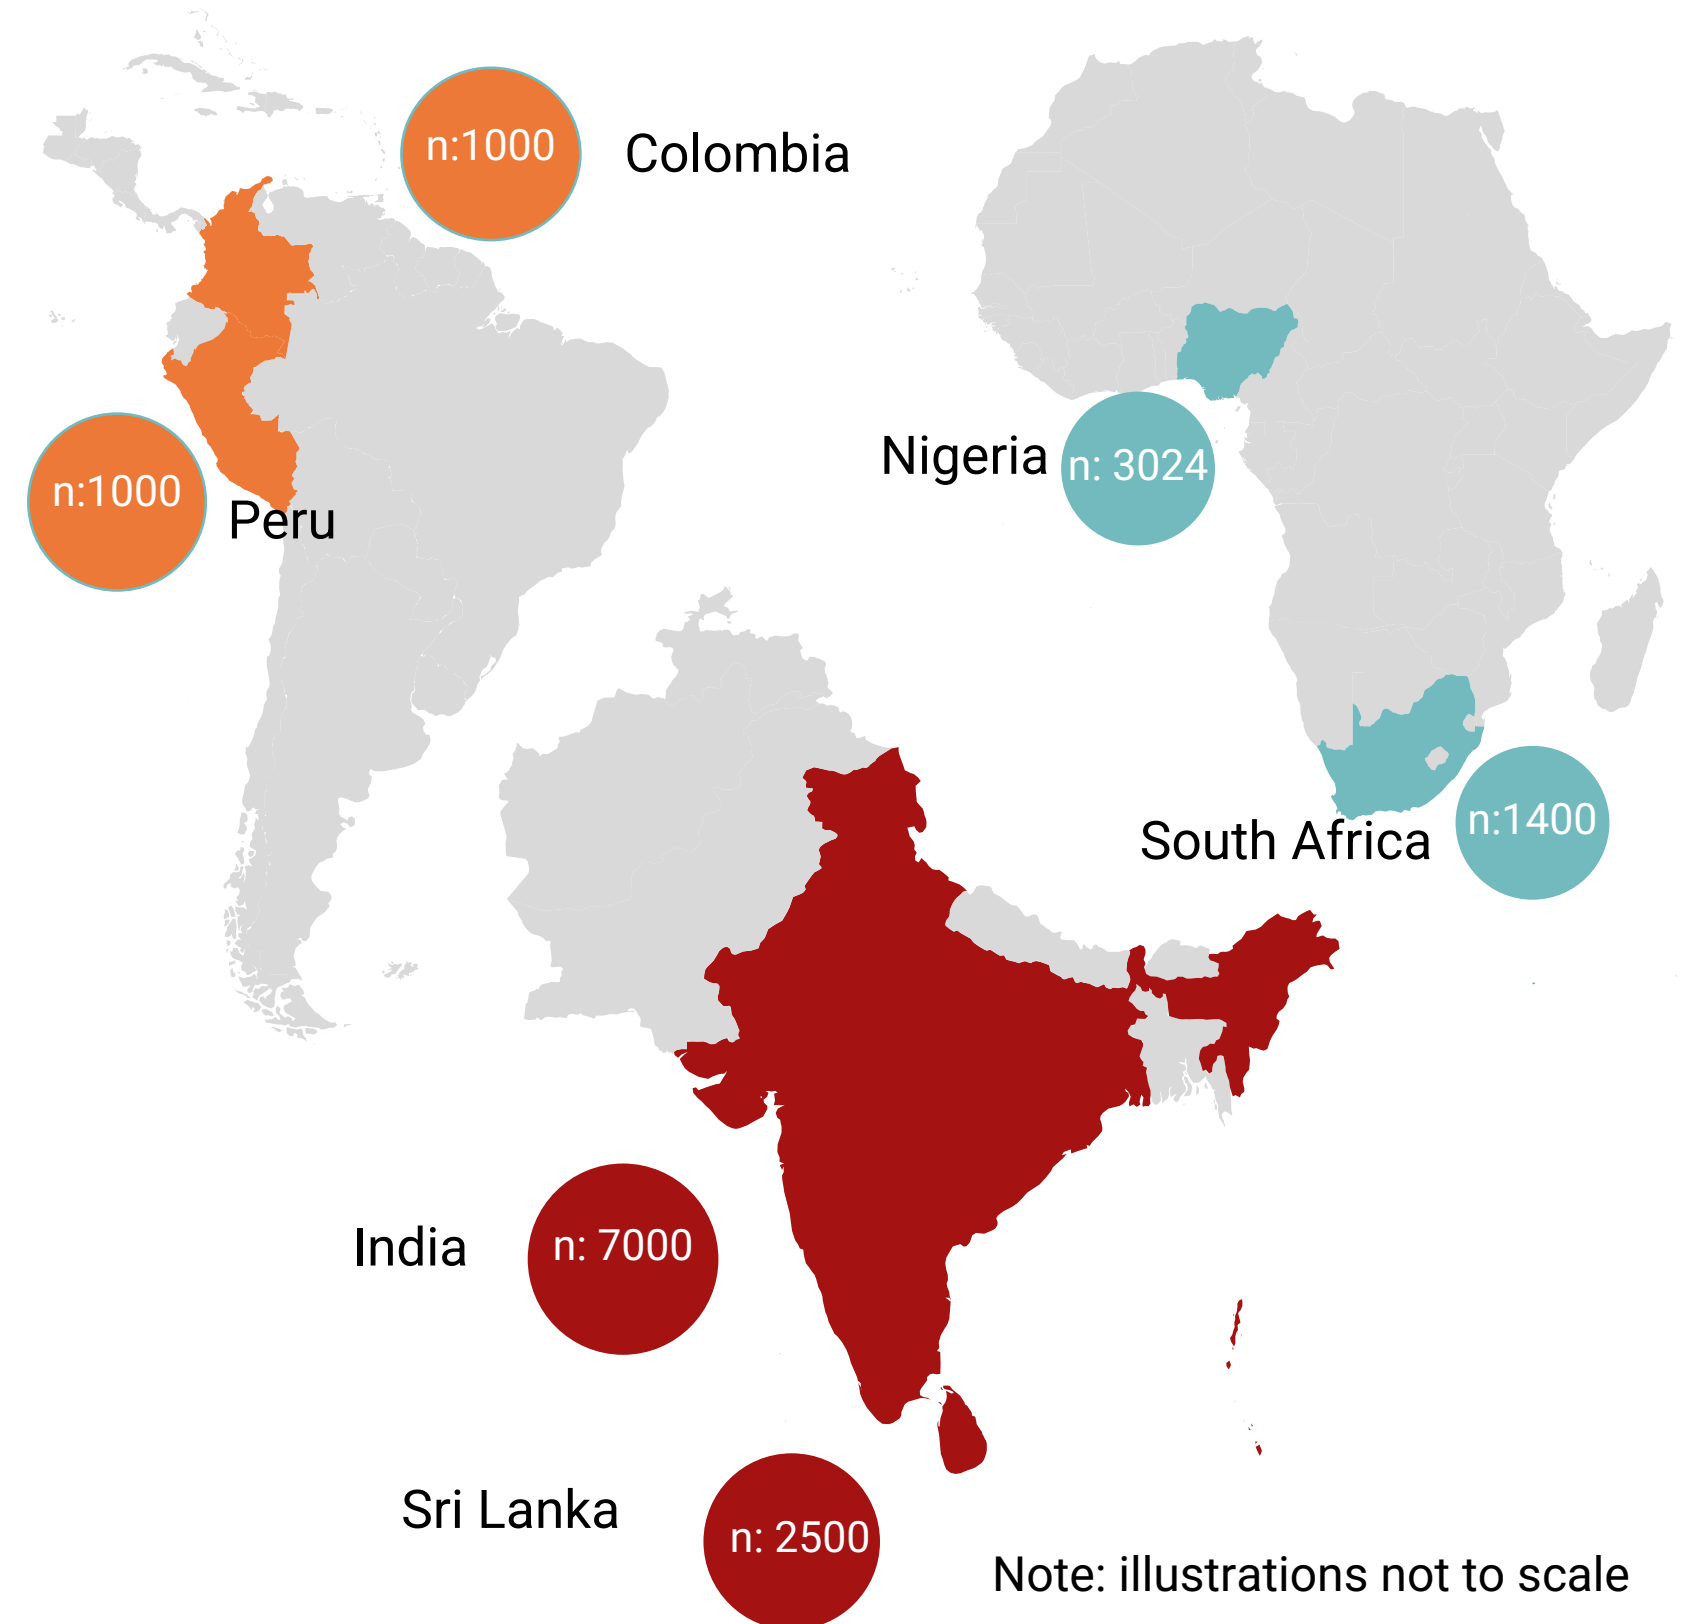 n:1000
Colombia
n:1000
Peru
Nigeria
n: 3024
South Africa
n:1400
India
n: 7000
Sri Lanka
n: 2500
Note: illustrations not to scale